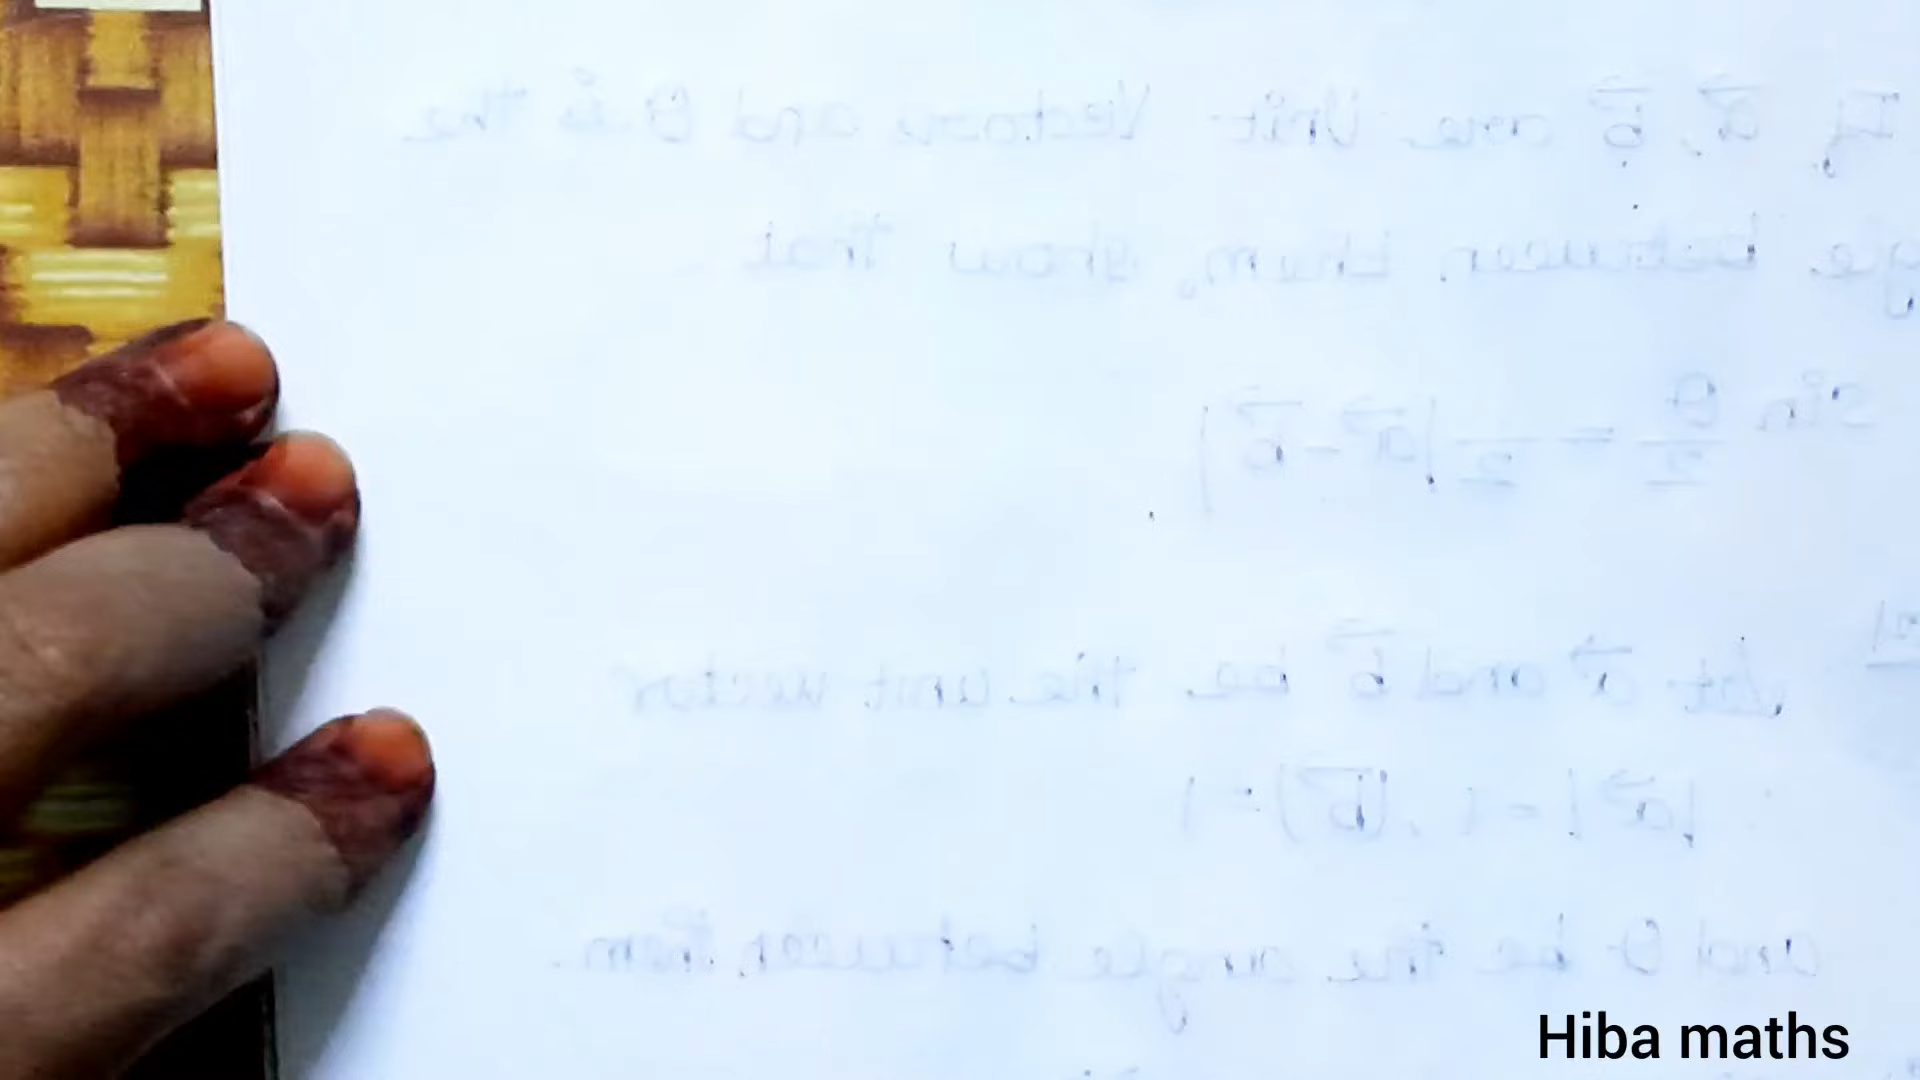 If a⃗, b⃗ are Unit Vectors and θ is the
between them, show that
sin θ/2 = 1/2 |a⃗ - b⃗|
Let a⃗ and b⃗ be the unit vector
|a⃗| = 1, |b⃗| = 1
and θ be the angle between them.
Hiba maths